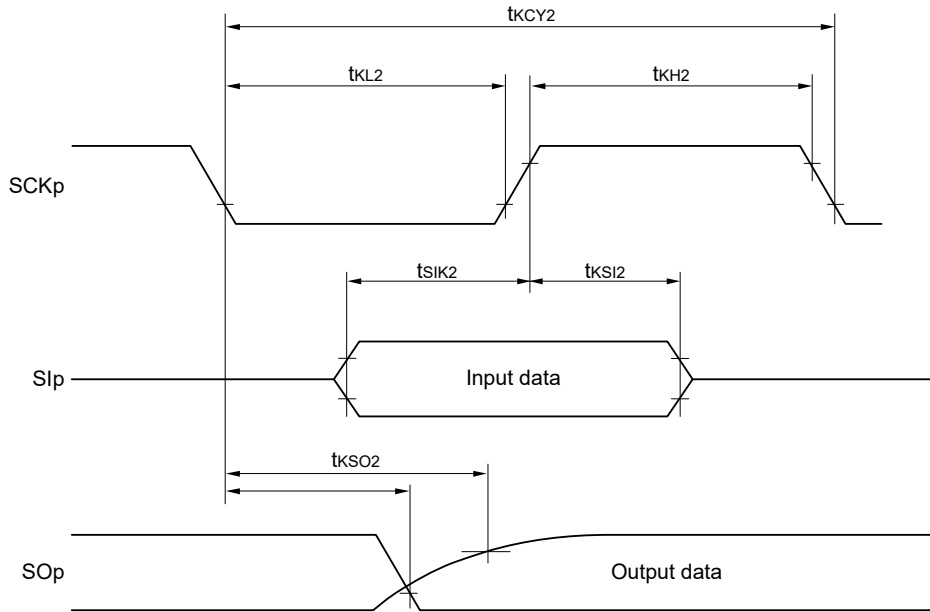 tKCY2
tKL2
tKH2
SCKp
tSIK2
tKSI2
SIp
Input data
tKSO2
SOp
Output data